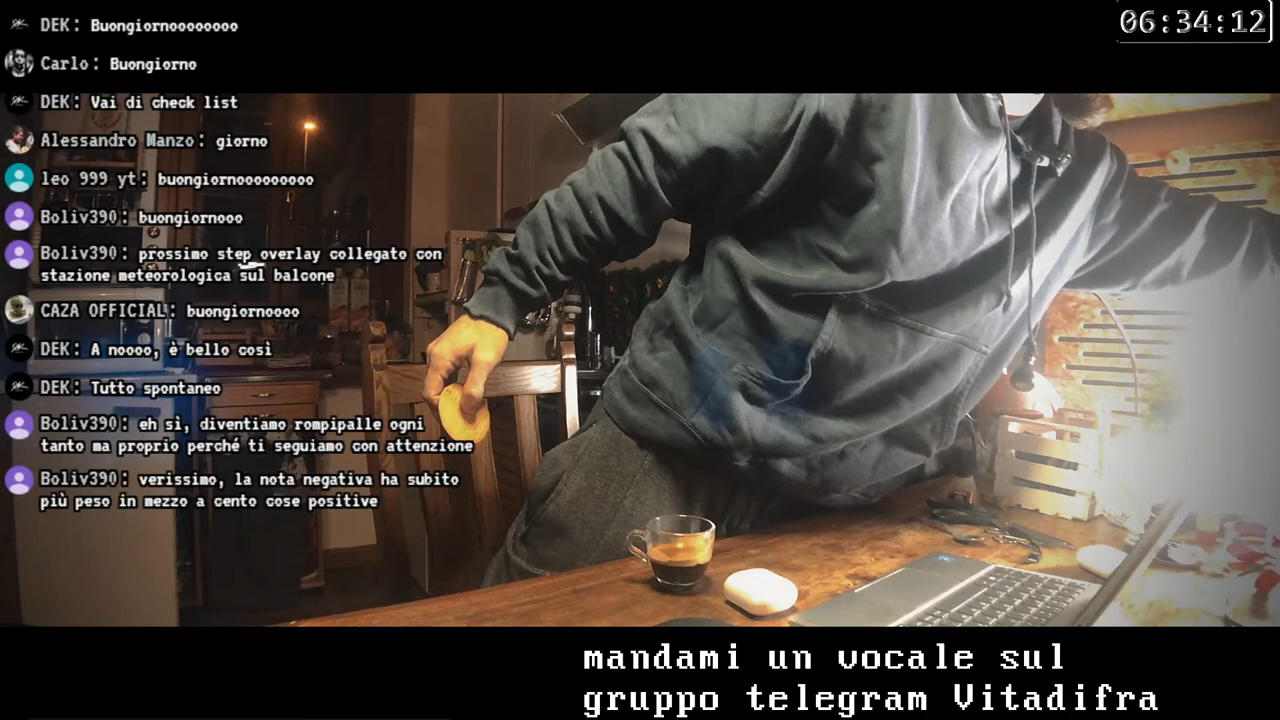 DEK: Buongiornoooooooo
06:34:12
Carlo: Buongiorno
DEK: Vai di check list
Alessandro Manzo: giorno
leo 999 yt: buongiornooooooooo
Boliv390: buongiornooo
Boliv390: prossimo step overlay collegato con
stazione meteorologica sul balcone
CAZA OFFICIAL: buongiornoooo
DEK: A noooo, è bello così
DEK: Tutto spontaneo
Boliv390: eh sì, diventiamo rompipalle ogni
tanto ma proprio perché ti seguiamo con attenzione
Boliv390: verissimo, la nota negativa ha subito
più peso in mezzo a cento cose positive
mandami un vocale sul
gruppo telegram Vitadifra